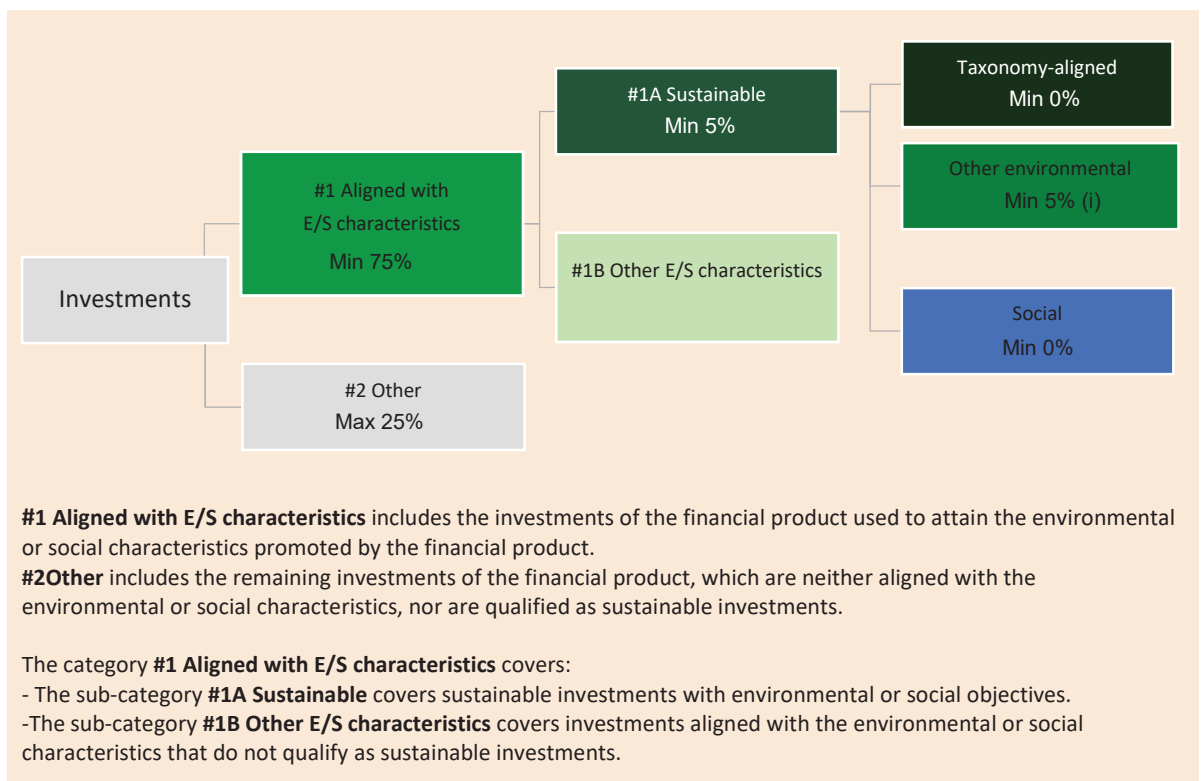 Taxonomy-aligned
Min 0%
#1A Sustainable
Min 5%
Other environmental
Min 5% (i)
#1 Aligned with
E/S characteristics
Min 75%
#1B Other E/S characteristics
Investments
Social
Min 0%
#2 Other
Max 25%
#1 Aligned with E/S characteristics includes the investments of the financial product used to attain the environmental
or social characteristics promoted by the financial product.
#2Other includes the remaining investments of the financial product, which are neither aligned with the
environmental or social characteristics, nor are qualified as sustainable investments.
The category #1 Aligned with E/S characteristics covers:
- The sub-category #1A Sustainable covers sustainable investments with environmental or social objectives.
-The sub-category #1B Other E/S characteristics covers investments aligned with the environmental or social
characteristics that do not qualify as sustainable investments.